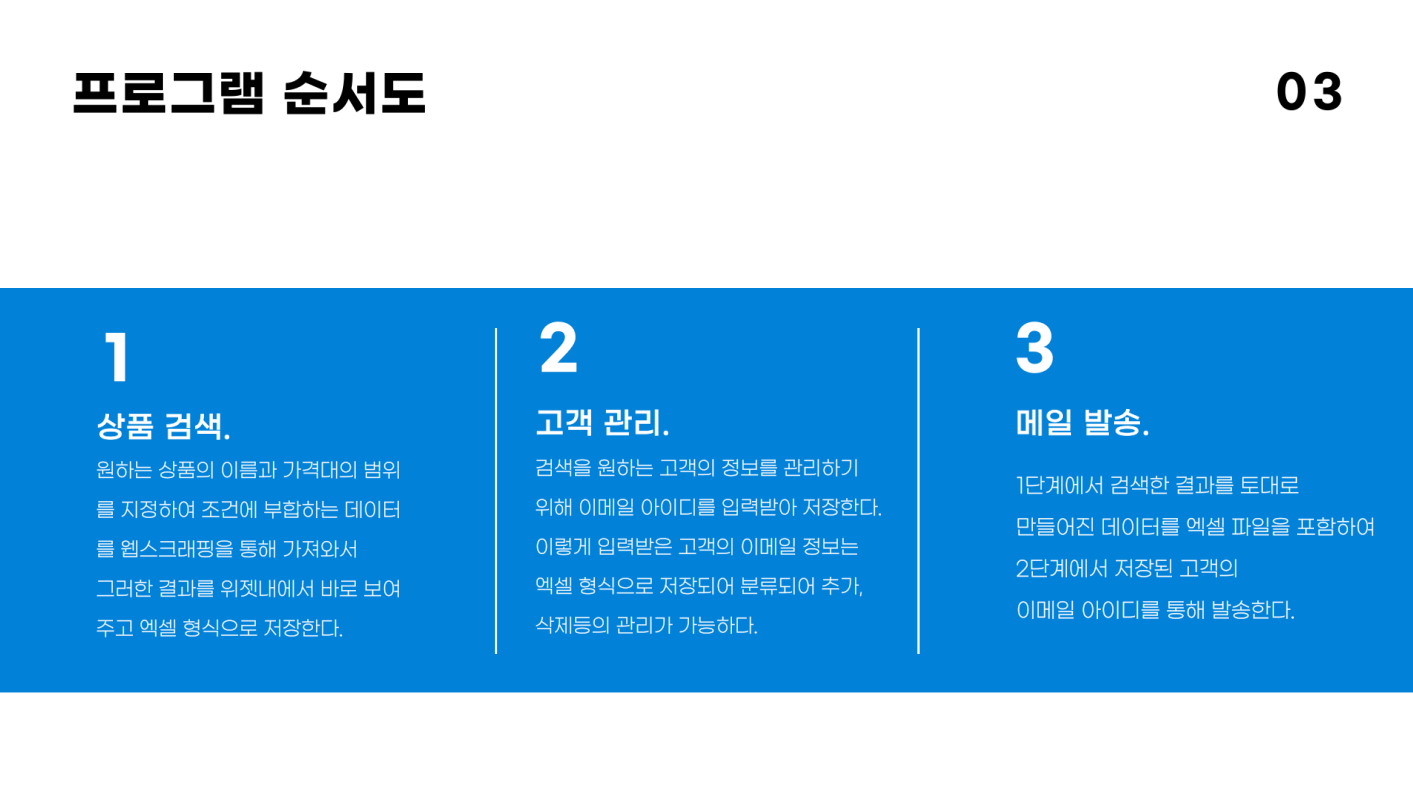 프로그램 순서도
03
1
상품 검색.
원하는 상품의 이름과 가격대의 범위
를 지정하여 조건에 부합하는 데이터
를 웹스크래핑을 통해 가져와서
그러한 결과를 위젯내에서 바로 보여
주고 엑셀 형식으로 저장한다.
2
고객 관리.
검색을 원하는 고객의 정보를 관리하기
위해 이메일 아이디를 입력받아 저장한다.
이렇게 입력받은 고객의 이메일 정보는
엑셀 형식으로 저장되어 분류되어 추가,
삭제등의 관리가 가능하다.
3
메일 발송.
1단계에서 검색한 결과를 토대로
만들어진 데이터를 엑셀 파일을 포함하여
2단계에서 저장된 고객의
이메일 아이디를 통해 발송한다.